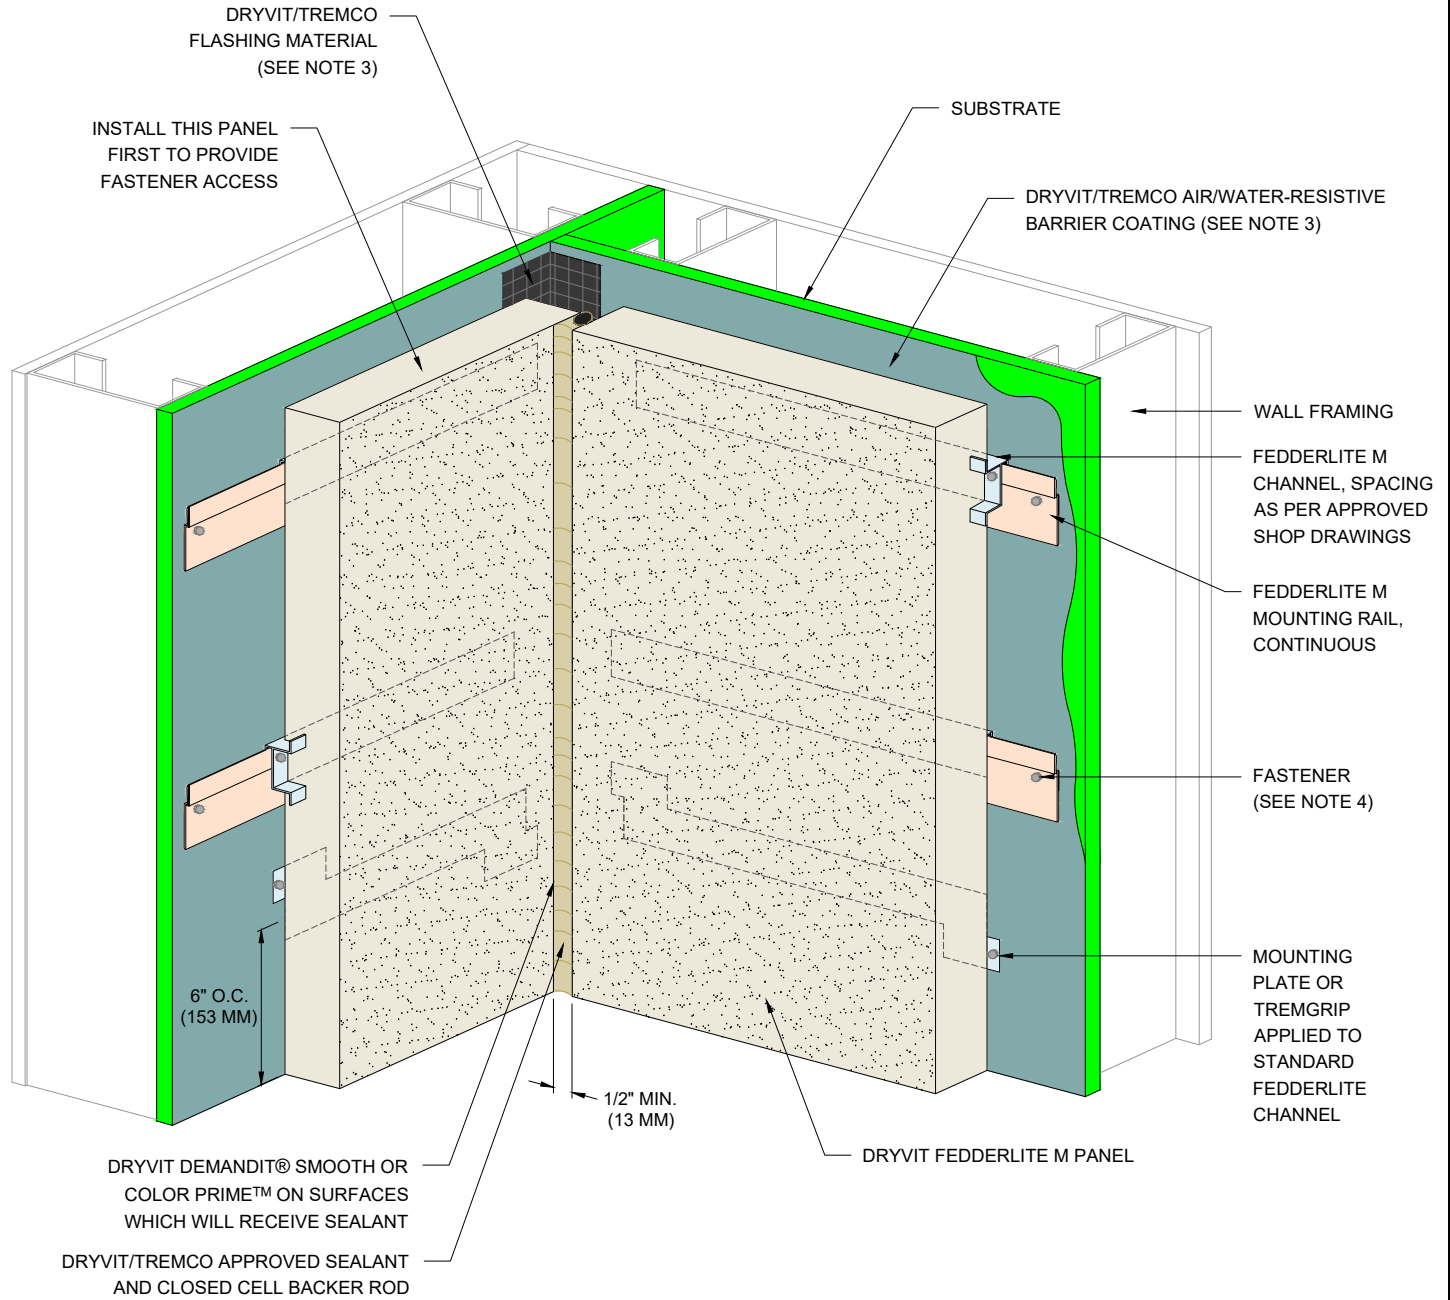 DRYVIT/TREMCO
FLASHING MATERIAL
(SEE NOTE 3)
INSTALL THIS PANEL
FIRST TO PROVIDE
FASTENER ACCESS
SUBSTRATE
DRYVIT/TREMCO AIR/WATER-RESISTIVE
BARRIER COATING (SEE NOTE 3)
WALL FRAMING
FEDDERLITE M
CHANNEL, SPACING
AS PER APPROVED
SHOP DRAWINGS
FEDDERLITE M
MOUNTING RAIL,
CONTINUOUS
FASTENER
(SEE NOTE 4)
MOUNTING
PLATE OR
TREMGRIP
APPLIED TO
STANDARD
FEDDERLITE
CHANNEL
6" O.C.
(153 MM)
1/2" MIN.
(13 MM)
DRYVIT FEDDERLITE M PANEL
DRYVIT DEMANDIT® SMOOTH OR
COLOR PRIME™ ON SURFACES
WHICH WILL RECEIVE SEALANT
DRYVIT/TREMCO APPROVED SEALANT
AND CLOSED CELL BACKER ROD